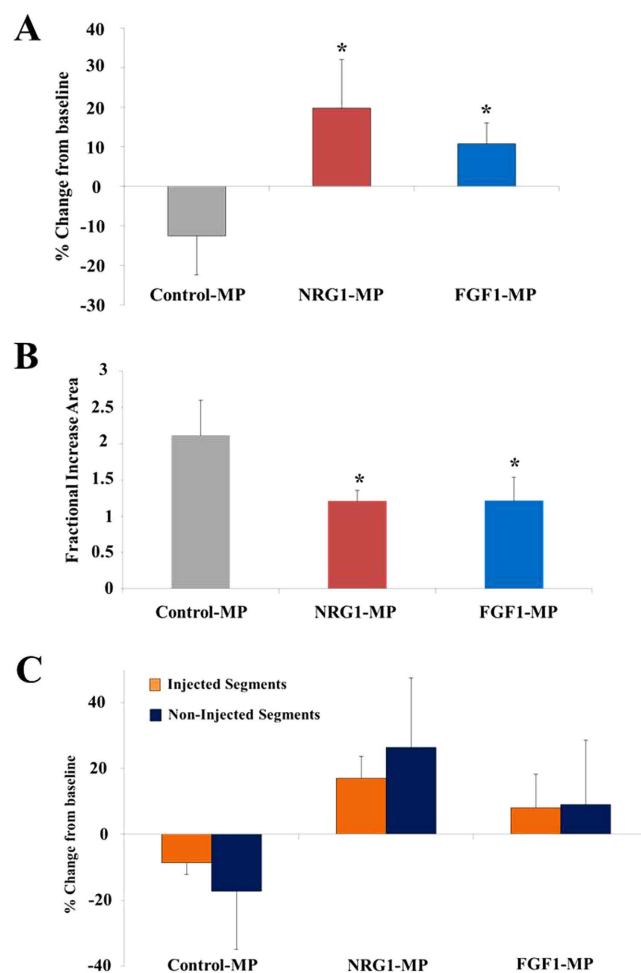 A
% Change from baseline
40
30
20
10
0
-10
-20
-30
*
*
Control-MP NRG1-MP FGF1-MP
B
Fractional Increase Area
3
2.5
2
1.5
1
0.5
0
*
*
Control-MP NRG1-MP FGF1-MP
C
Injected Segments
Non-Injected Segments
% Change from baseline
40
20
0
-20
-40
Control-MP NRG1-MP FGF1-MP